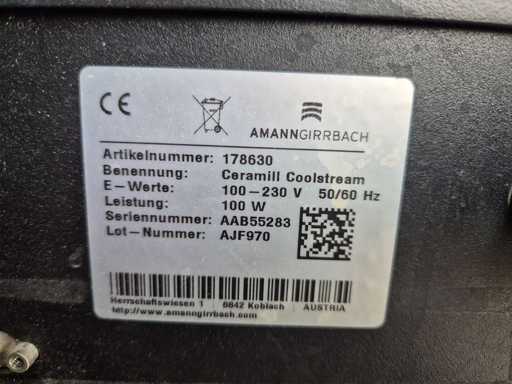 CE
AMANNGIRRBACH
Artikelnummer: 178630
Benennung: Ceramill Coolstream
E-Werte: 100-230 V 50/60 Hz
Leistung: 100 W
Seriennummer: AAB55283
Lot-Nummer: AJF970
Herrschaftswiesen 1 | 6842 Koblach | AUSTRIA
http://www.amanngirrbach.com